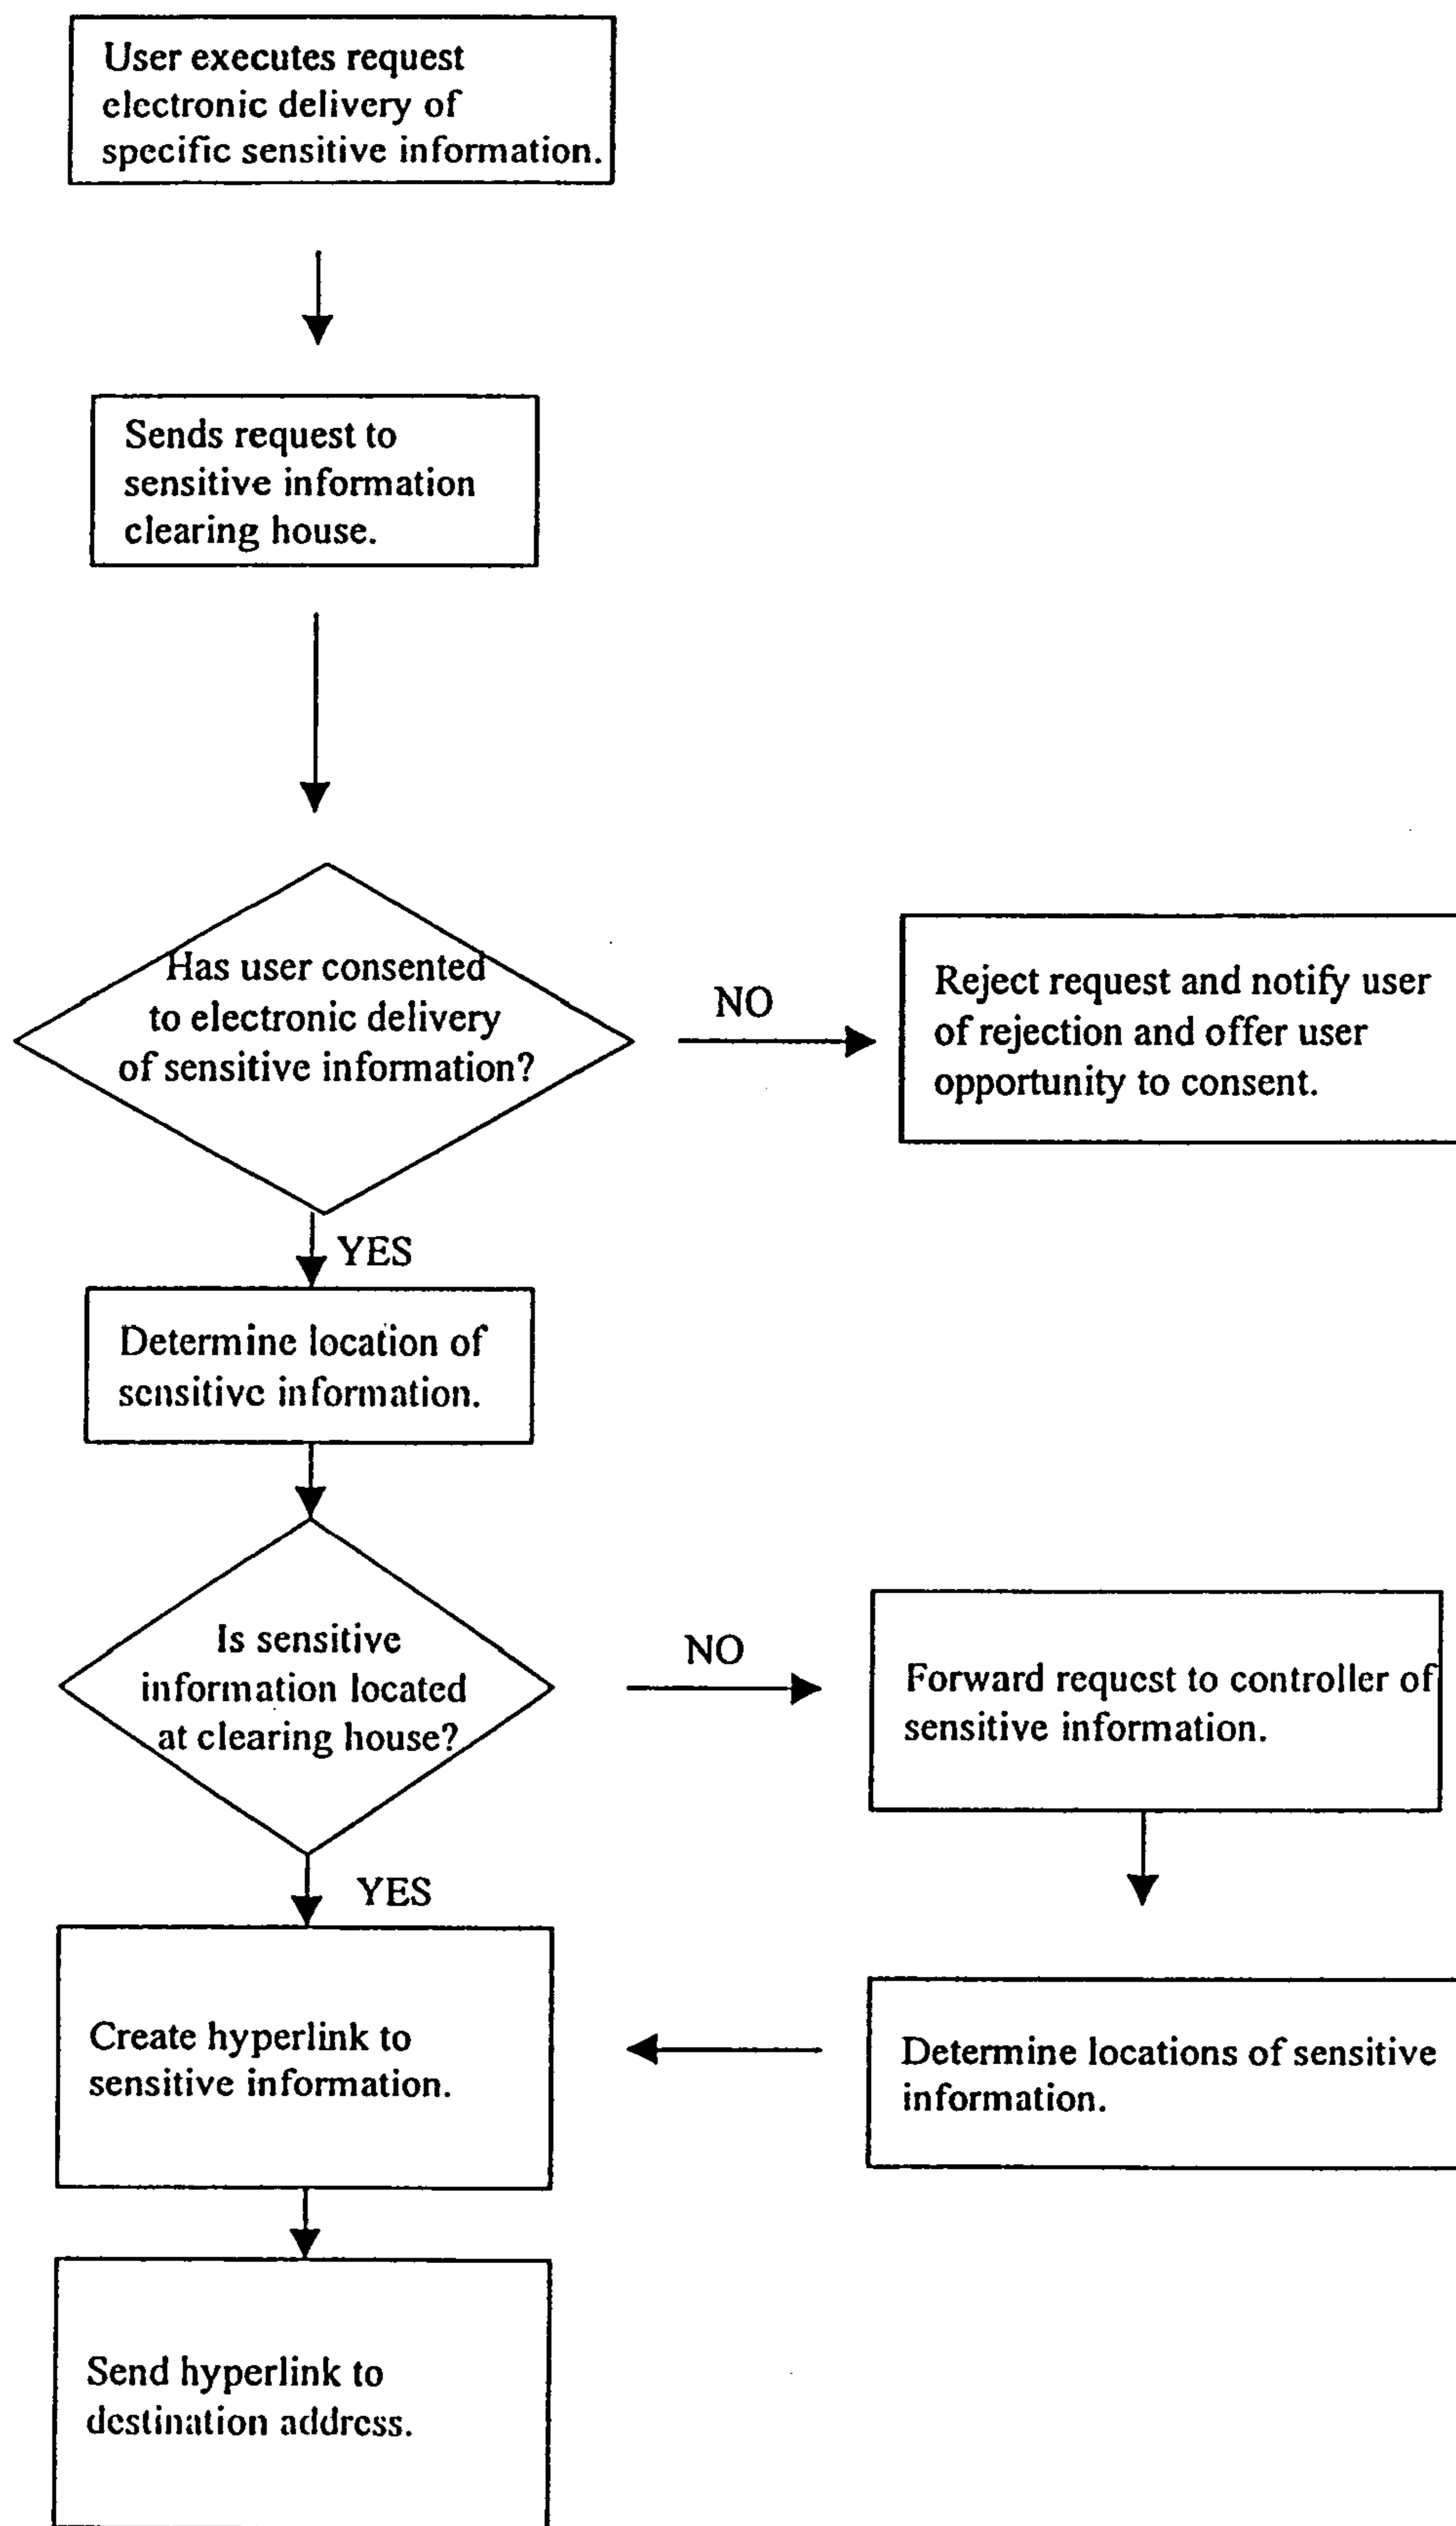 User executes request
electronic delivery of
specific sensitive information.
Sends request to
sensitive information
clearing house.
Has user consented
to electronic delivery
of sensitive information?
NO
Reject request and notify user
of rejection and offer user
opportunity to consent.
YES
Determine location of
sensitive information.
Is sensitive
information located
at clearing house?
NO
Forward request to controller of
sensitive information.
YES
Create hyperlink to
sensitive information.
Determine locations of sensitive
information.
Send hyperlink to
destination address.